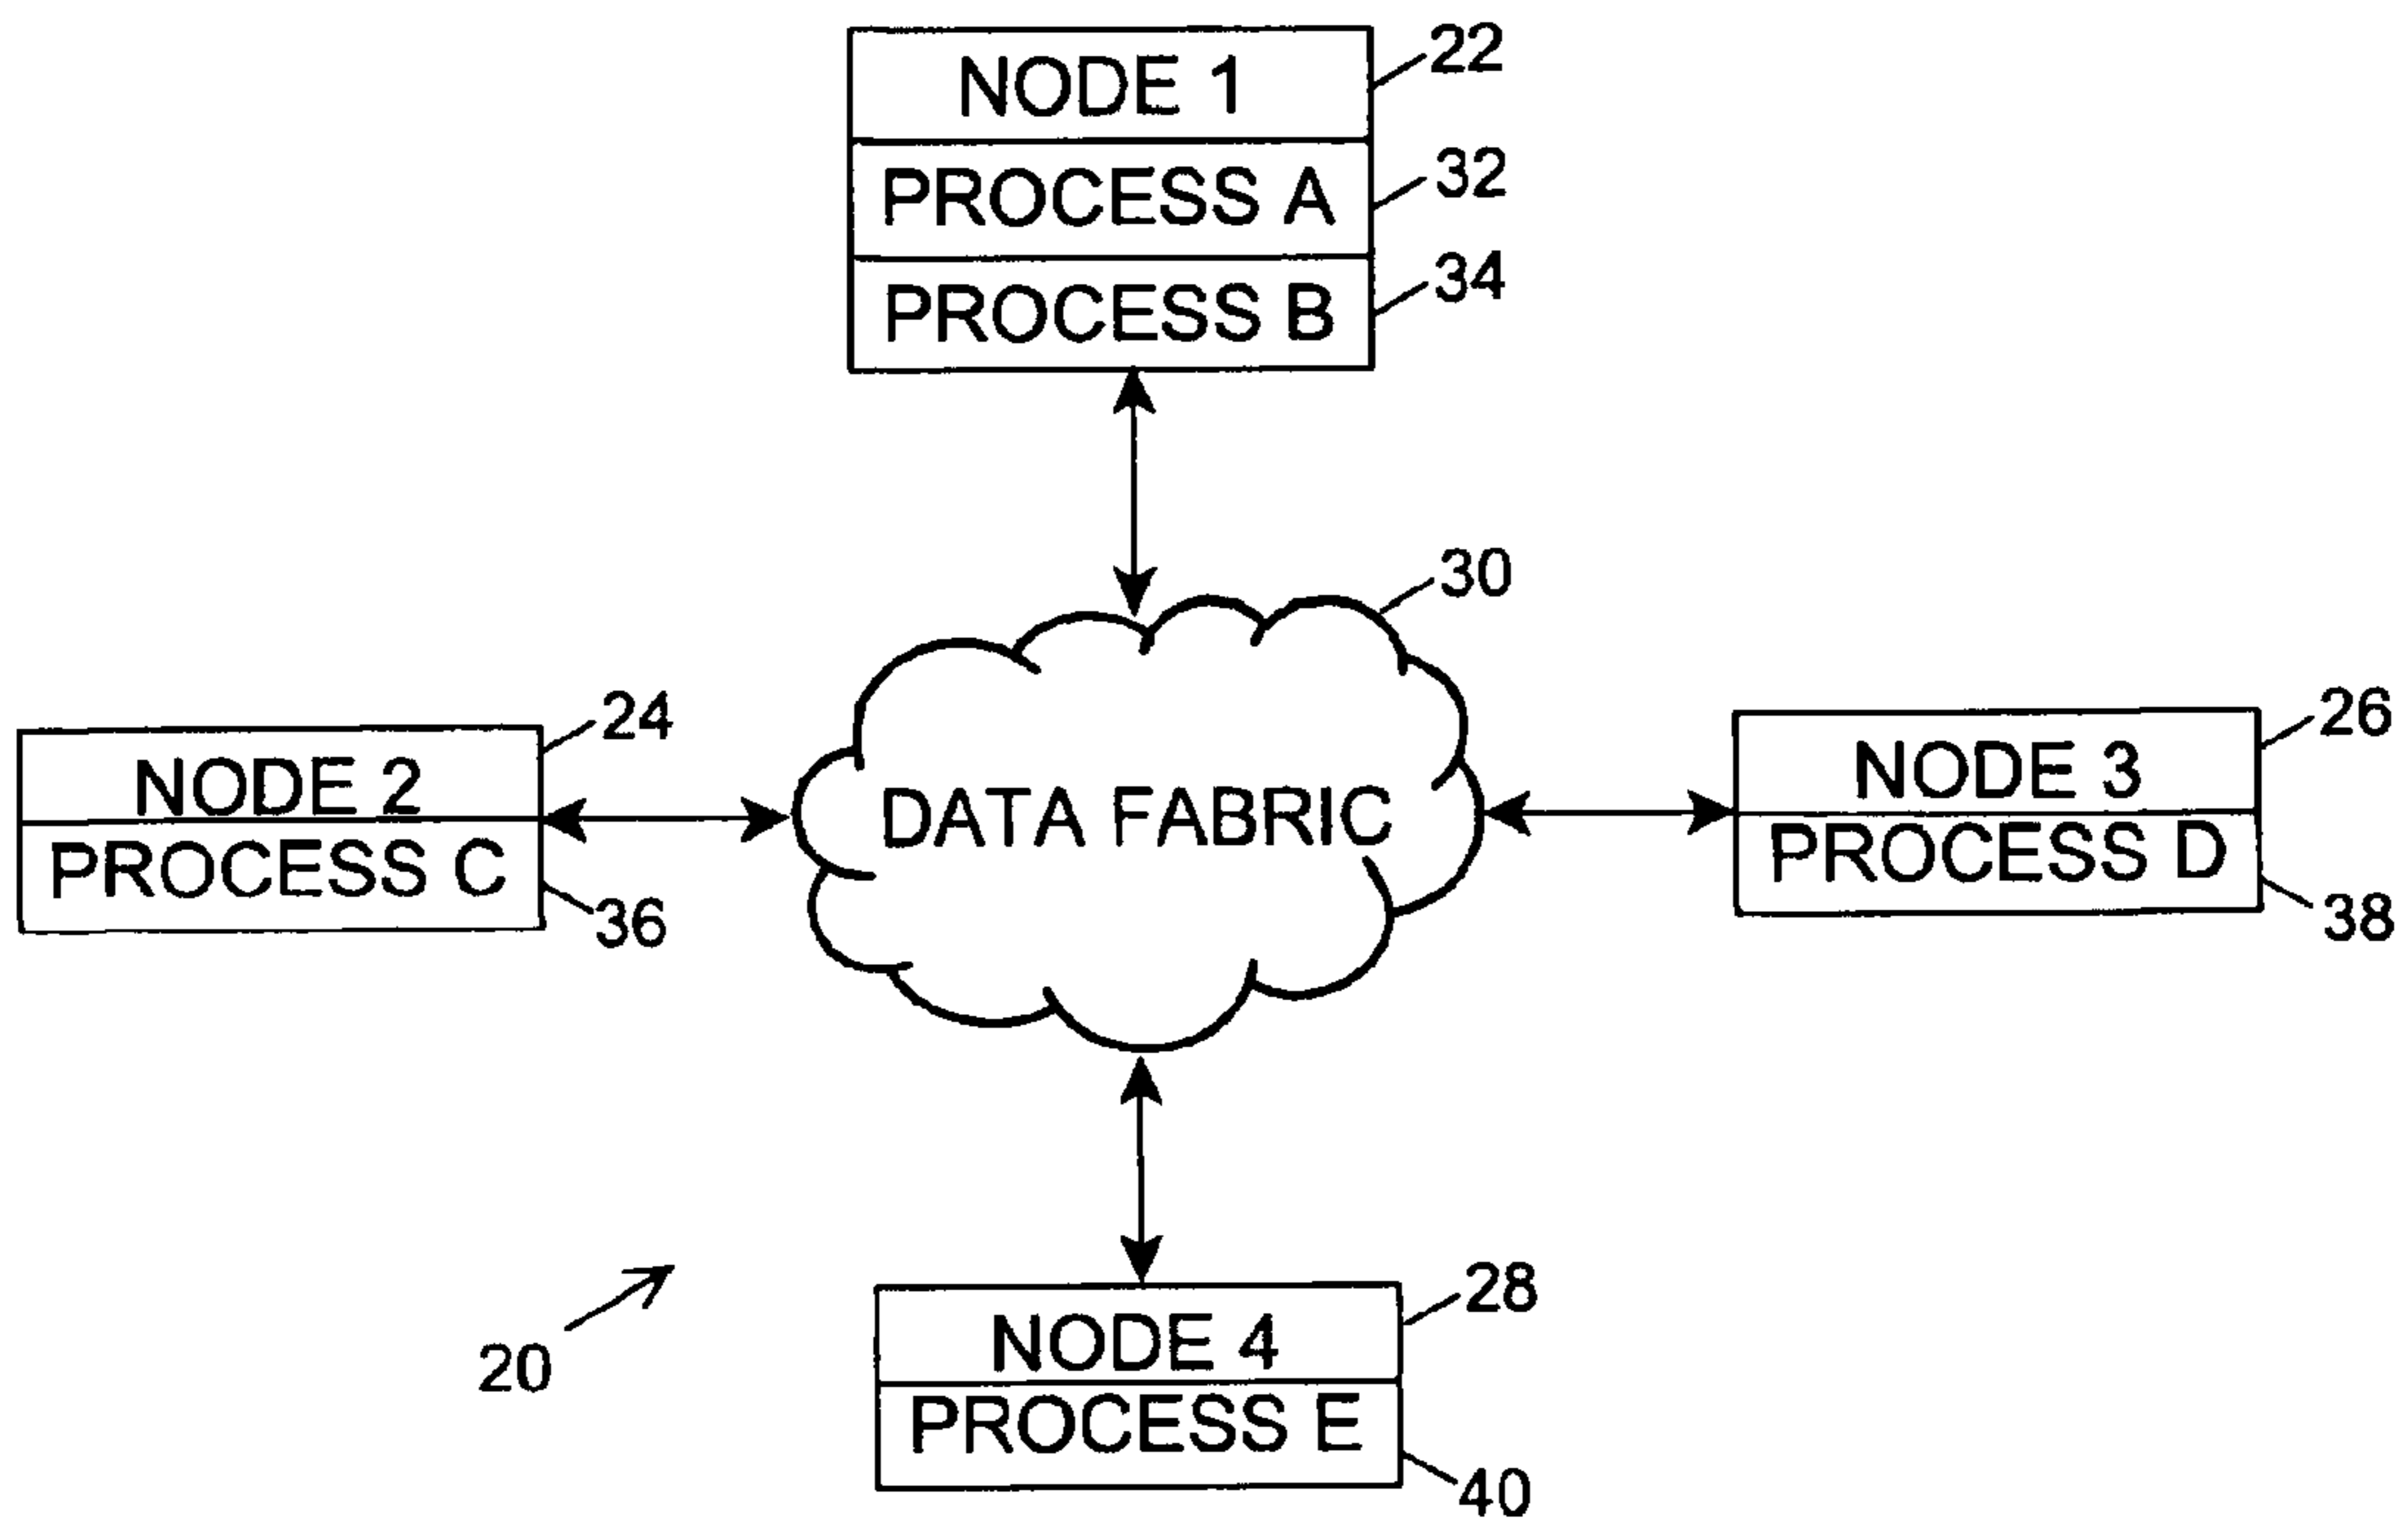 NODE 1
22
PROCESS A
32
PROCESS B
34
30
DATA FABRIC
NODE 2
24
PROCESS C
36
NODE 3
26
PROCESS D
38
20
NODE 4
28
PROCESS E
40